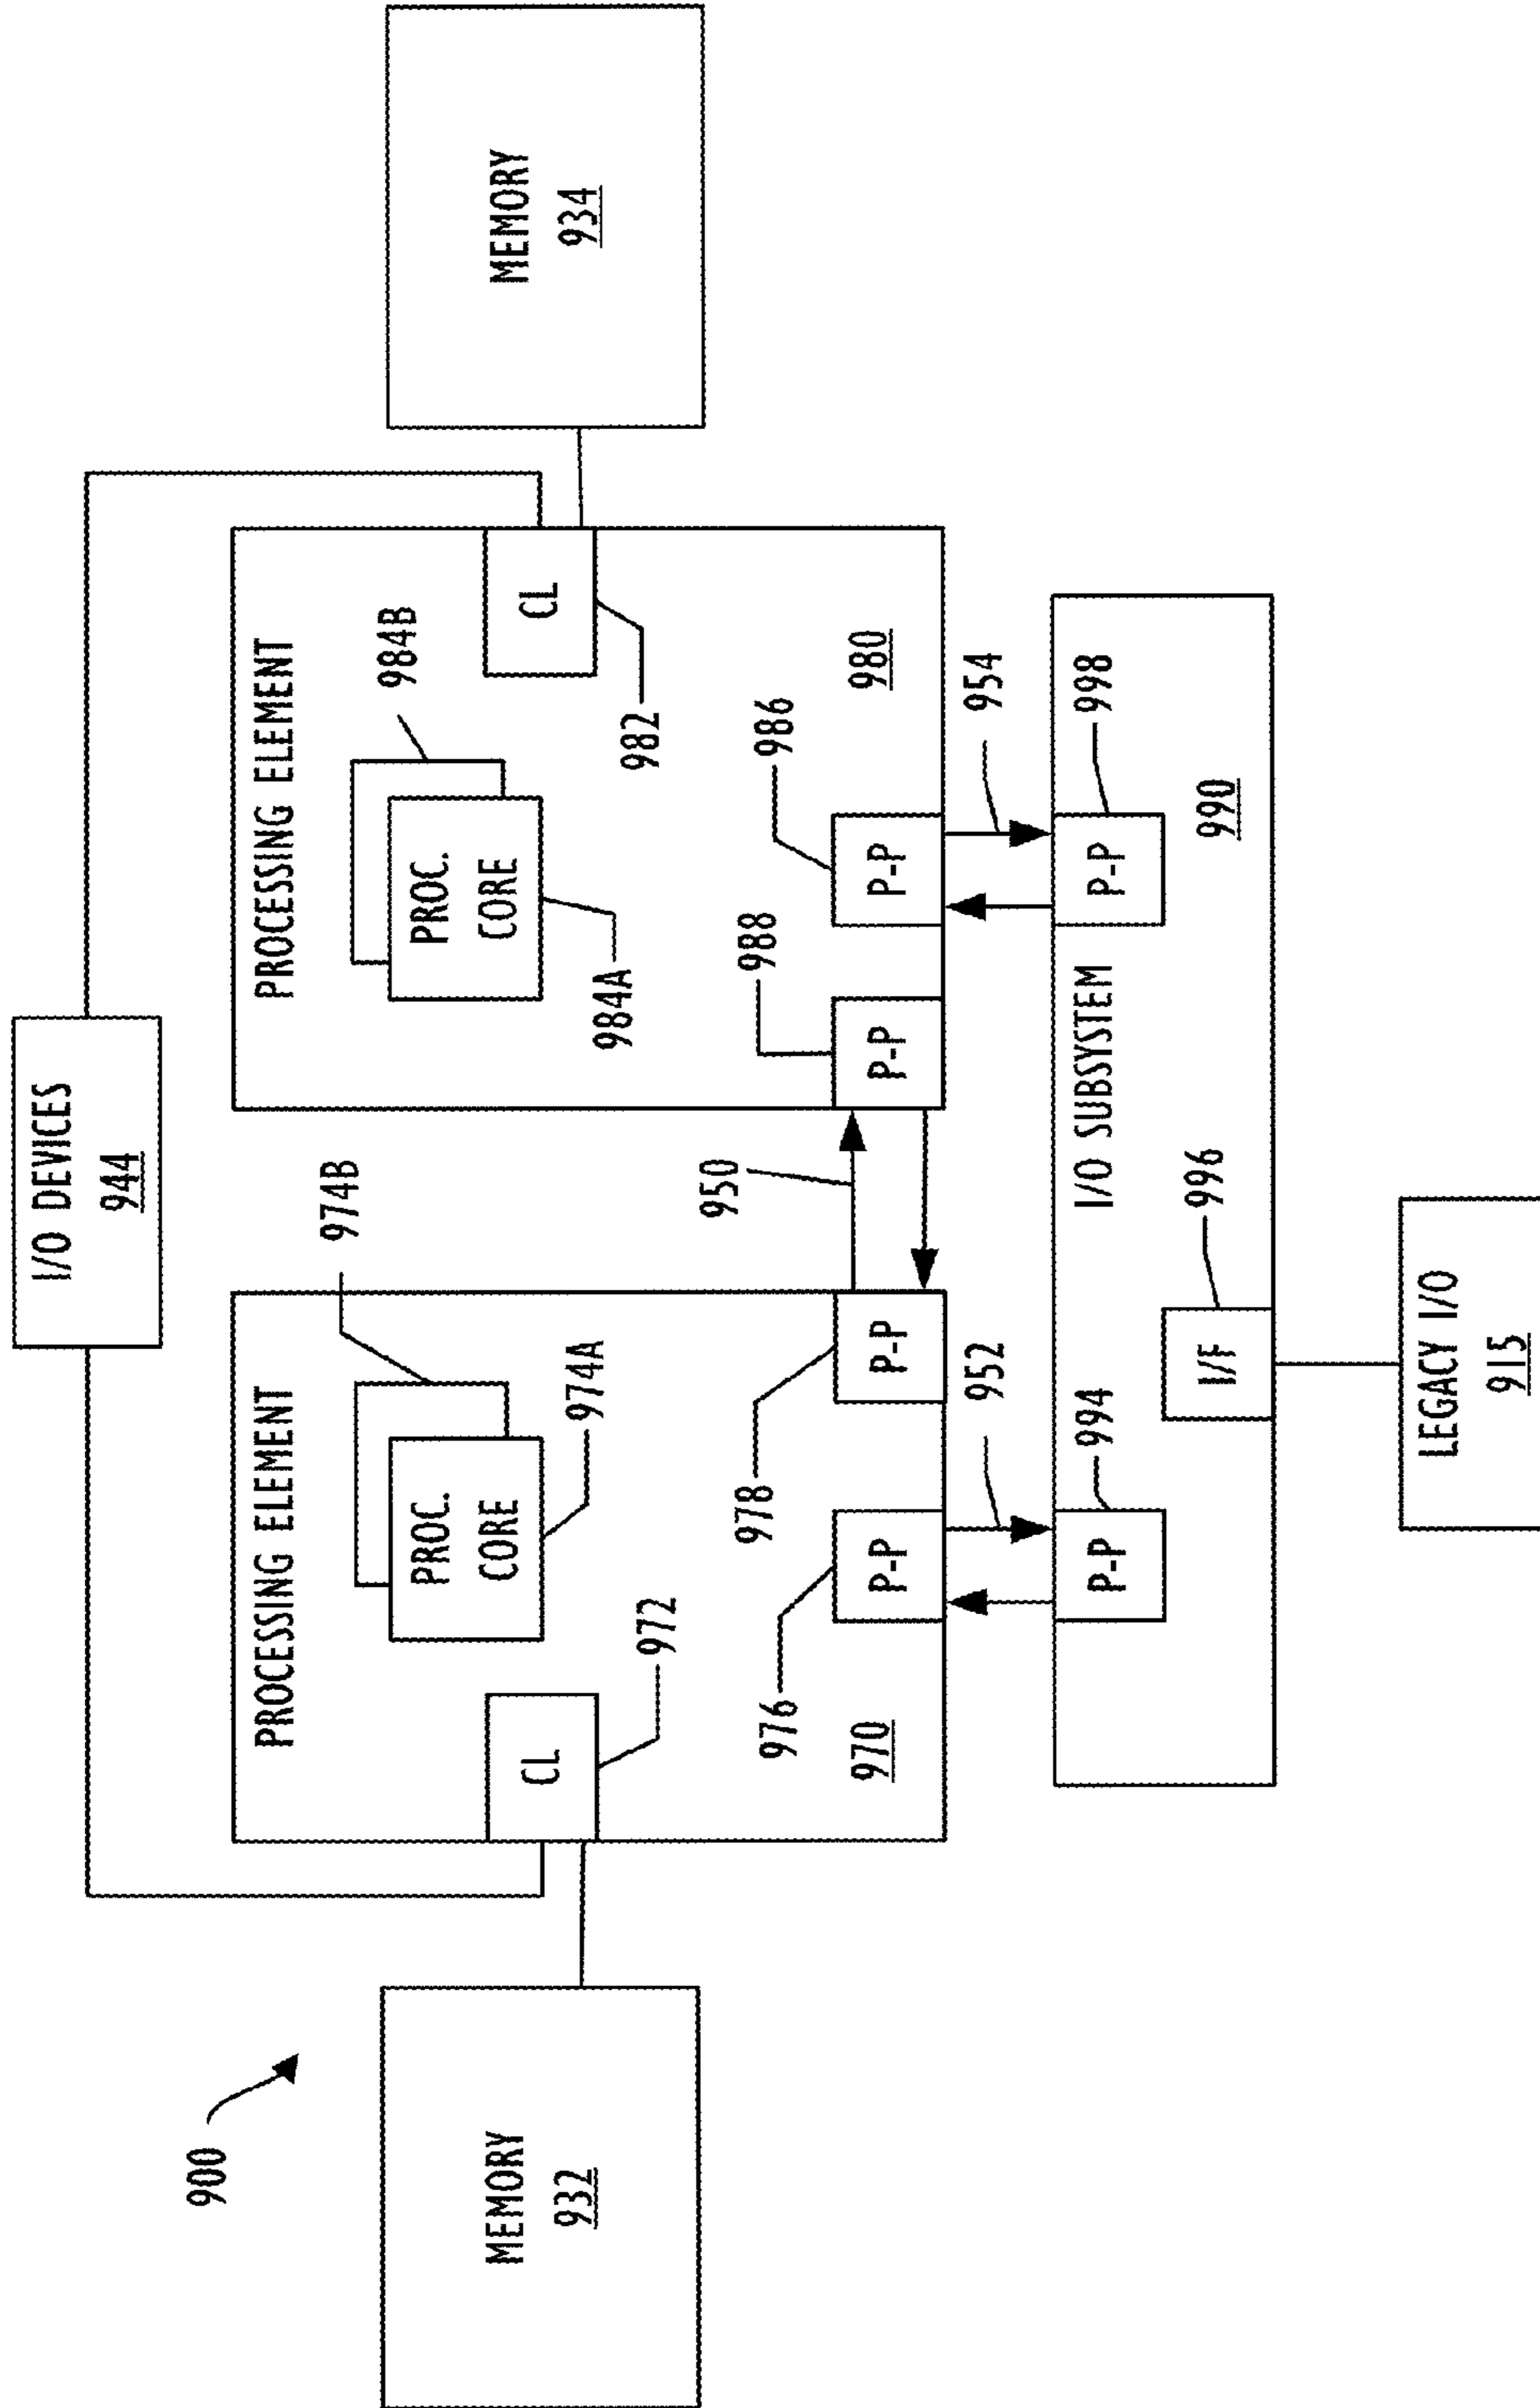 I/O DEVICES
944
900
MEMORY
932
PROCESSING ELEMENT
974B
PROC.
CORE
974A
CL
972
976
P-P
978
P-P
970
950
PROCESSING ELEMENT
984B
PROC.
CORE
984A
CL
982
988
P-P
986
P-P
980
MEMORY
934
952
954
994
P-P
I/O SUBSYSTEM
998
P-P
990
996
I/F
LEGACY I/O
915